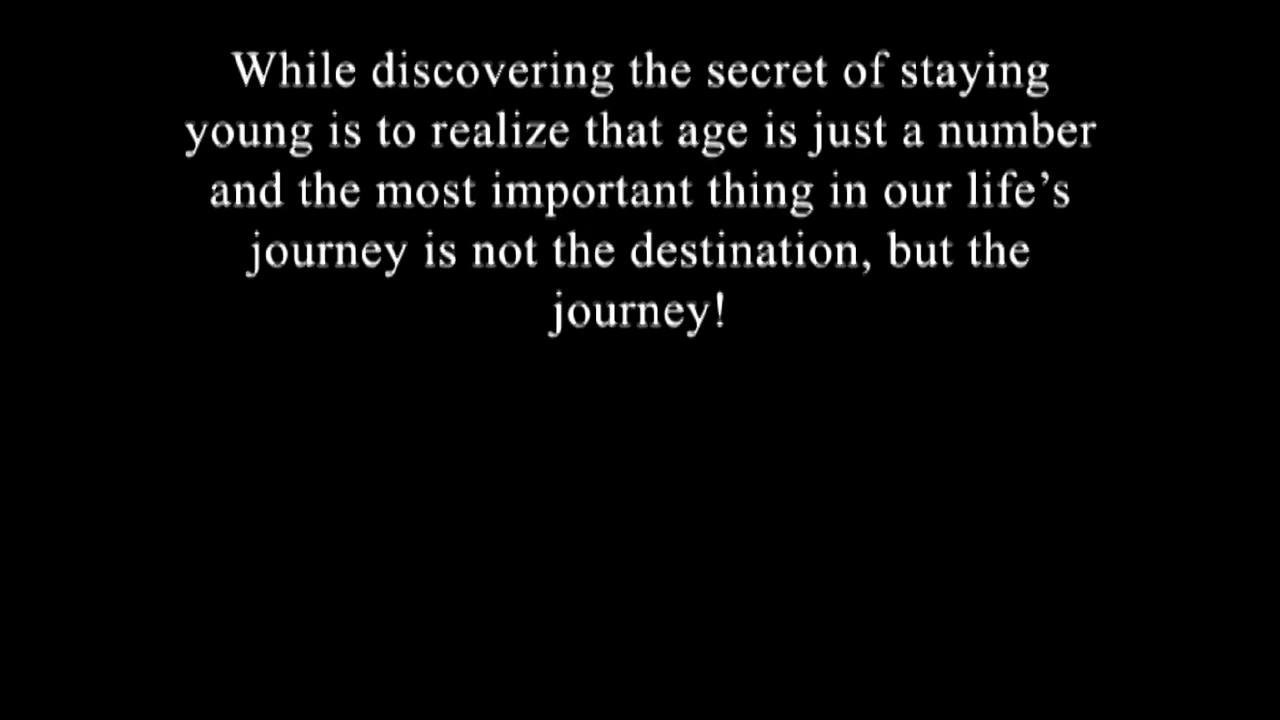 While discovering the secret of staying
young is to realize that age is just a number
and the most important thing in our life’s
journey is not the destination, but the
journey!